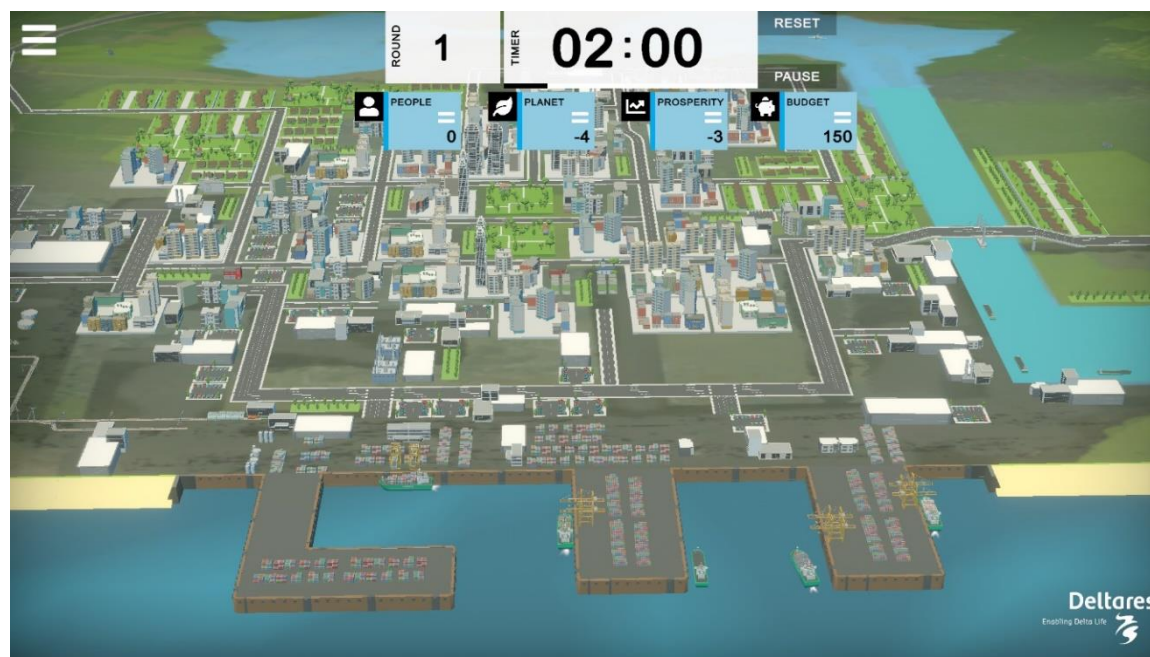 ROUND
1
TIMER
02:00
RESET
PAUSE
PEOPLE
0
PLANET
-4
PROSPERITY
-3
BUDGET
150
Deltares
Enabling Delta Life